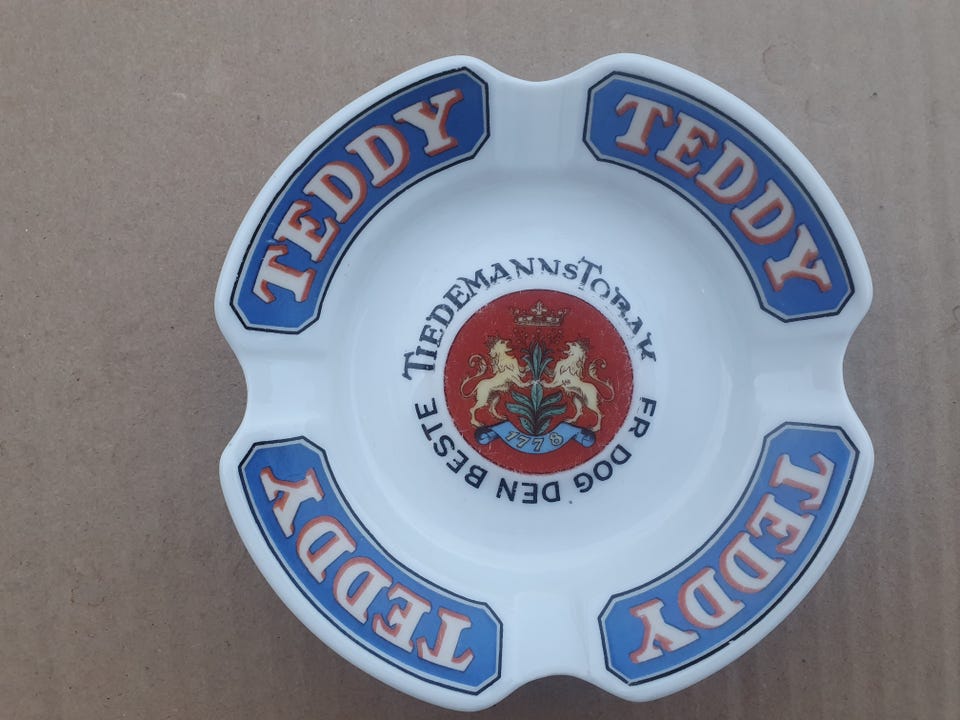 TEDDY
TEDDY
TIEDEMANNS TOBAK
ER DOG DEN BESTE
1778
TEDDY
TEDDY